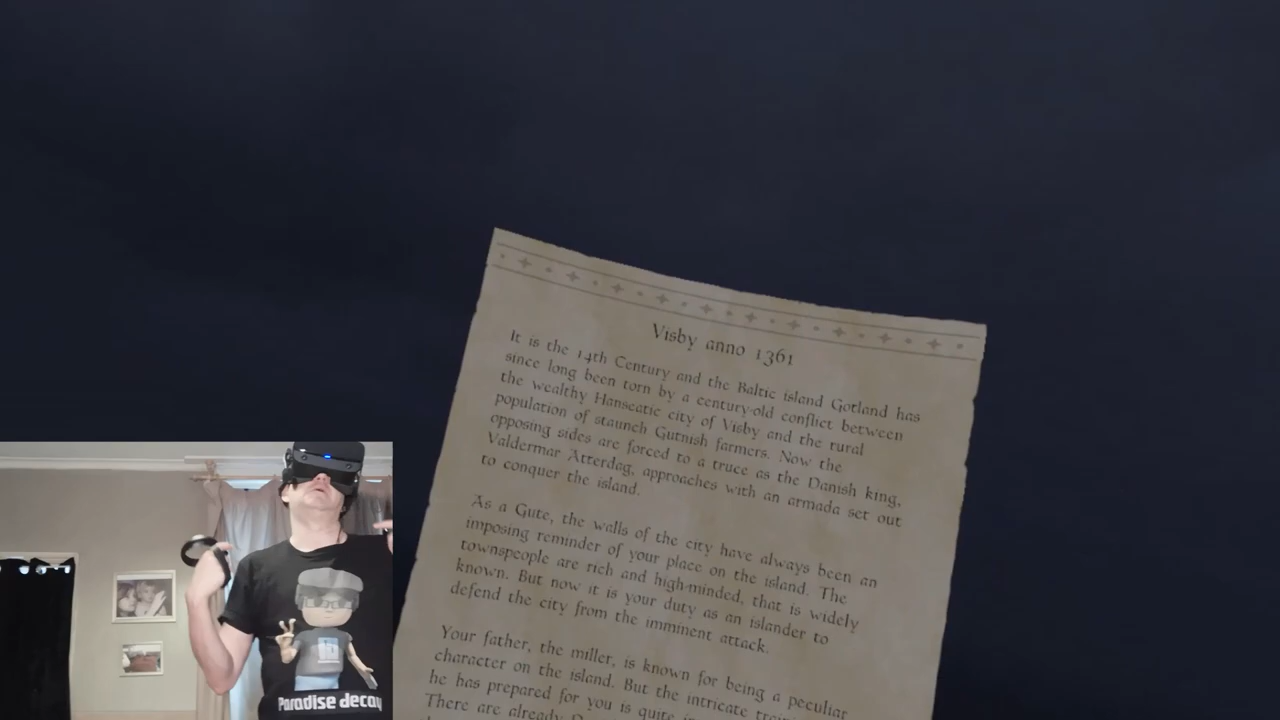 Visby anno 1361
It is the 14th Century and the Baltic island Gotland has
since long been torn by a century-old conflict between
the wealthy Hanseatic city of Visby and the rural
population of staunch Gutnish farmers. Now the
opposing sides are forced to a truce as the Danish king,
Valdermar Atterdag, approaches with an armada set out
to conquer the island.
As a Gute, the walls of the city have always been an
imposing reminder of your place on the island. The
townspeople are rich and high-minded, that is widely
known. But now it is your duty as an islander to
defend the city from the imminent attack.
Your father, the miller, is known for being a peculiar
character on the island. But the intricate
he has prepared for you is quite
There are already
Paradise decay